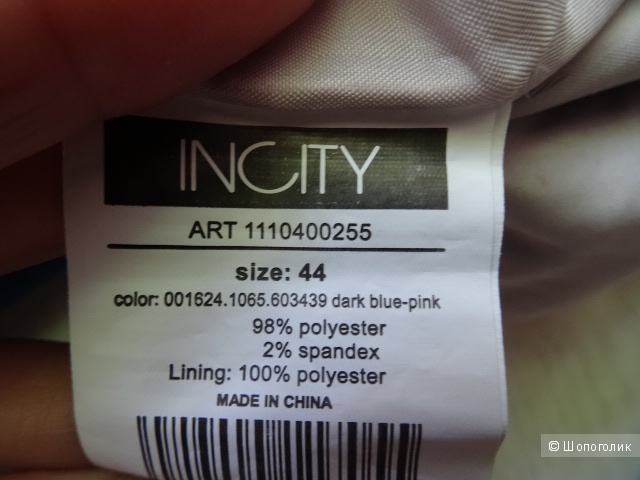 INCITY
ART 1110400255
size: 44
color: 001624.1065.603439 dark blue-pink
98% polyester
2% spandex
Lining: 100% polyester
MADE IN CHINA
© Шопоголик